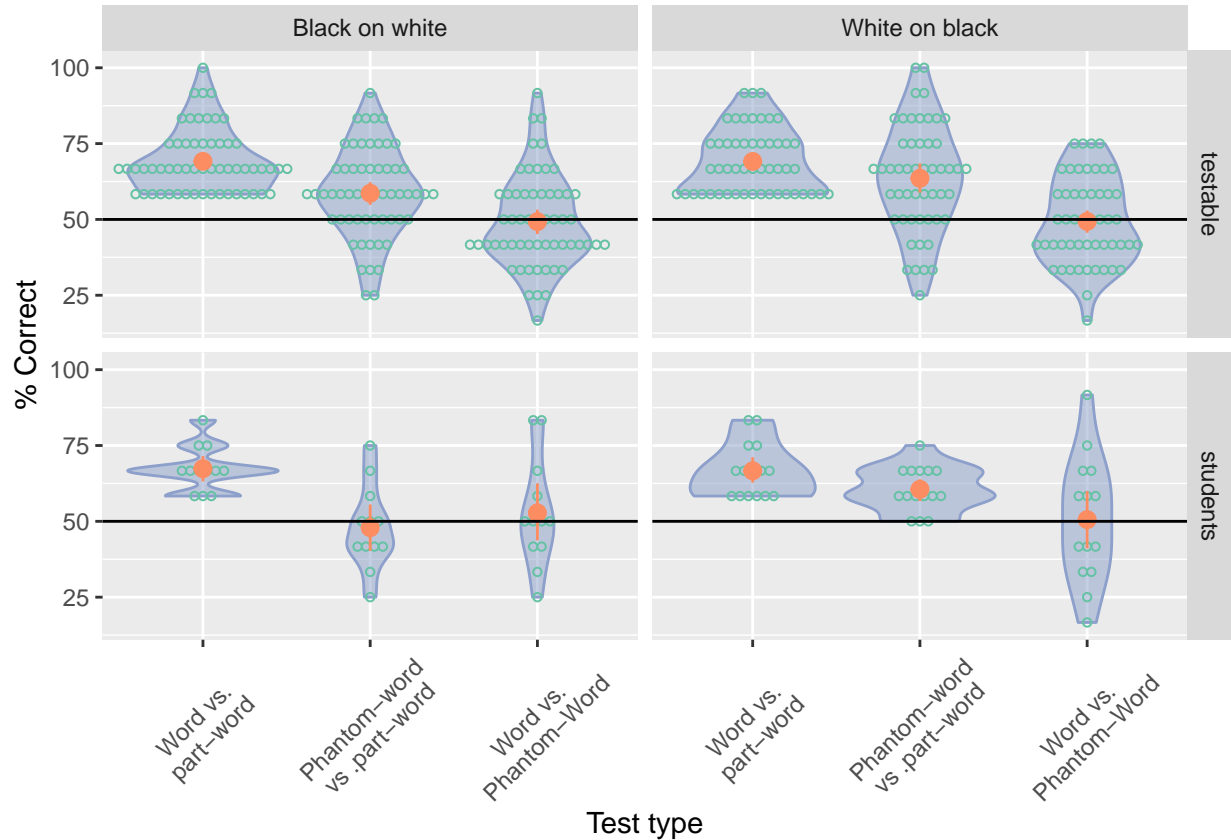 Black on white
White on black
100
75
50
25
testable
100
75
50
25
students
% Correct
Word vs.
part−word
Phantom−word
vs .part−word
Word vs.
Phantom−Word
Word vs.
part−word
Phantom−word
vs .part−word
Word vs.
Phantom−Word
Test type